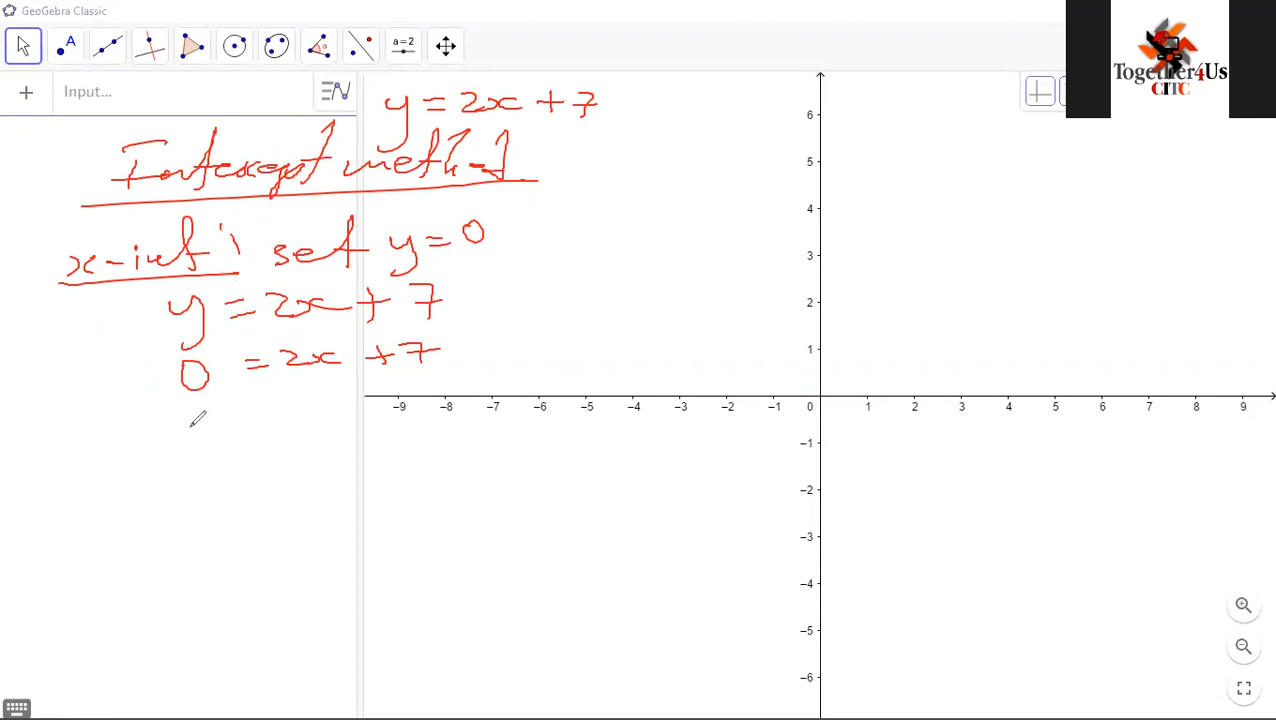 GeoGebra Classic
a=2
Input...
Together4Us
CITC
y = 2x + 7
Intercept method
x-int set y = 0
y = 2x + 7
0 = 2x + 7
6
5
4
3
2
1
-9 -8 -7 -6 -5 -4 -3 -2 -1 0 1 2 3 4 5 6 7 8 9
-1
-2
-3
-4
-5
-6